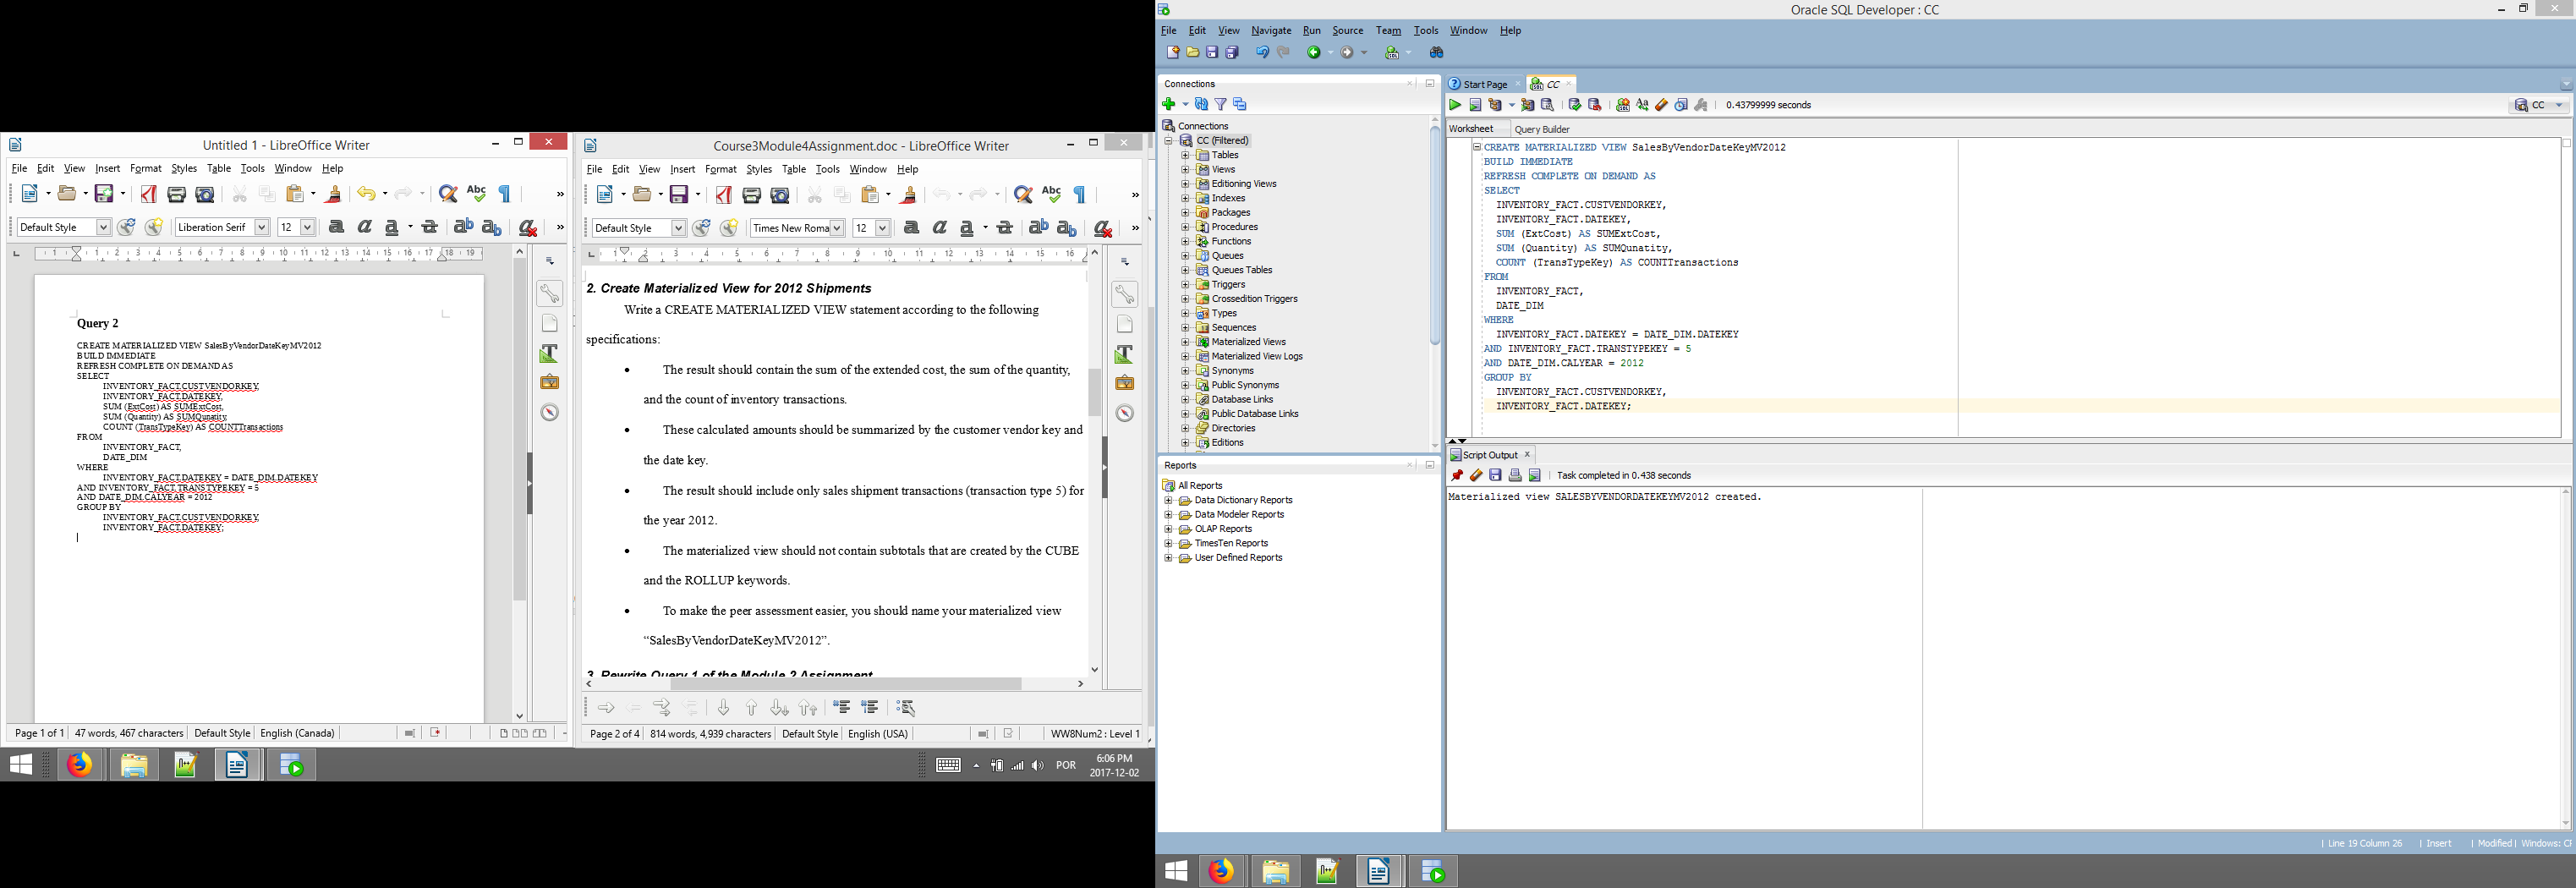 Untitled 1 - LibreOffice Writer
File Edit View Insert Format Styles Table Tools Window Help
Default Style Liberation Serif 12
Query 2
CREATE MATERIALIZED VIEW SalesByVendorDateKeyMV2012
BUILD IMMEDIATE
REFRESH COMPLETE ON DEMAND AS
SELECT
INVENTORY_FACT.CUSTVENDORKEY,
INVENTORY_FACT.DATEKEY,
SUM (ExtCost) AS SUMExtCost,
SUM (Quantity) AS SUMQunatity,
COUNT (TransTypeKey) AS COUNTTransactions
FROM
INVENTORY_FACT,
DATE_DIM
WHERE
INVENTORY_FACT.DATEKEY = DATE_DIM.DATEKEY
AND INVENTORY_FACT.TRANSTYPEKEY = 5
AND DATE_DIM.CALYEAR = 2012
GROUP BY
INVENTORY_FACT.CUSTVENDORKEY,
INVENTORY_FACT.DATEKEY;
Page 1 of 1 47 words, 467 characters Default Style English (Canada)
Course3Module4Assignment.doc - LibreOffice Writer
File Edit View Insert Format Styles Table Tools Window Help
Default Style Times New Roma 12
2. Create Materialized View for 2012 Shipments
Write a CREATE MATERIALIZED VIEW statement according to the following
specifications:
• The result should contain the sum of the extended cost, the sum of the quantity,
and the count of inventory transactions.
• These calculated amounts should be summarized by the customer vendor key and
the date key.
• The result should include only sales shipment transactions (transaction type 5) for
the year 2012.
• The materialized view should not contain subtotals that are created by the CUBE
and the ROLLUP keywords.
• To make the peer assessment easier, you should name your materialized view
“SalesByVendorDateKeyMV2012”.
3. Rewrite Query 1 of the Module 2 Assignment
Page 2 of 4 814 words, 4,939 characters Default Style English (USA) WW8Num2 : Level 1
POR 6:06 PM
2017-12-02
Oracle SQL Developer : CC
File Edit View Navigate Run Source Team Tools Window Help
Connections
Connections
CC (Filtered)
Tables
Views
Editioning Views
Indexes
Packages
Procedures
Functions
Queues
Queues Tables
Triggers
Crossedition Triggers
Types
Sequences
Materialized Views
Materialized View Logs
Synonyms
Public Synonyms
Database Links
Public Database Links
Directories
Editions
Reports
All Reports
Data Dictionary Reports
Data Modeler Reports
OLAP Reports
TimesTen Reports
User Defined Reports
Start Page CC
0.43799999 seconds CC
Worksheet Query Builder
CREATE MATERIALIZED VIEW SalesByVendorDateKeyMV2012
BUILD IMMEDIATE
REFRESH COMPLETE ON DEMAND AS
SELECT
INVENTORY_FACT.CUSTVENDORKEY,
INVENTORY_FACT.DATEKEY,
SUM (ExtCost) AS SUMExtCost,
SUM (Quantity) AS SUMQunatity,
COUNT (TransTypeKey) AS COUNTTransactions
FROM
INVENTORY_FACT,
DATE_DIM
WHERE
INVENTORY_FACT.DATEKEY = DATE_DIM.DATEKEY
AND INVENTORY_FACT.TRANSTYPEKEY = 5
AND DATE_DIM.CALYEAR = 2012
GROUP BY
INVENTORY_FACT.CUSTVENDORKEY,
INVENTORY_FACT.DATEKEY;
Script Output
Task completed in 0.438 seconds
Materialized view SALESBYVENDORDATEKEYMV2012 created.
Line 19 Column 26 Insert Modified Windows: Cl